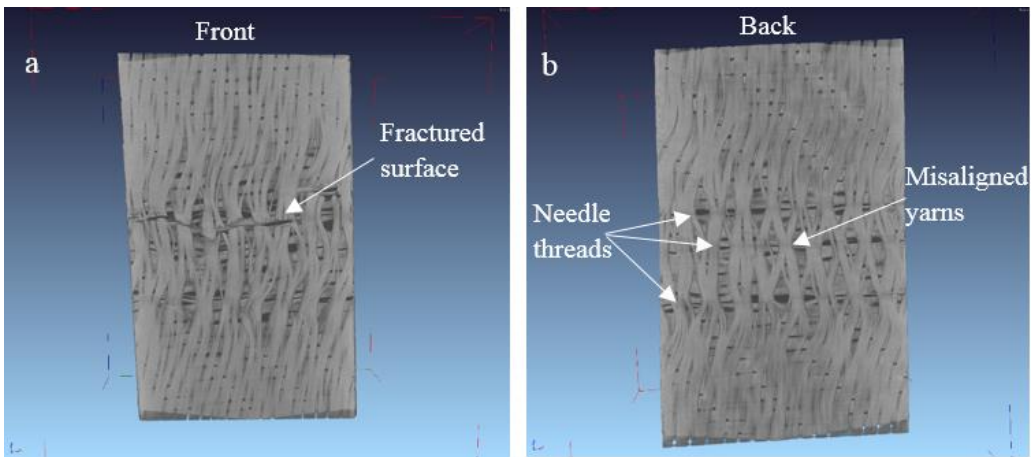 Front
a
Fractured
surface
Back
b
Misaligned
yarns
Needle
threads